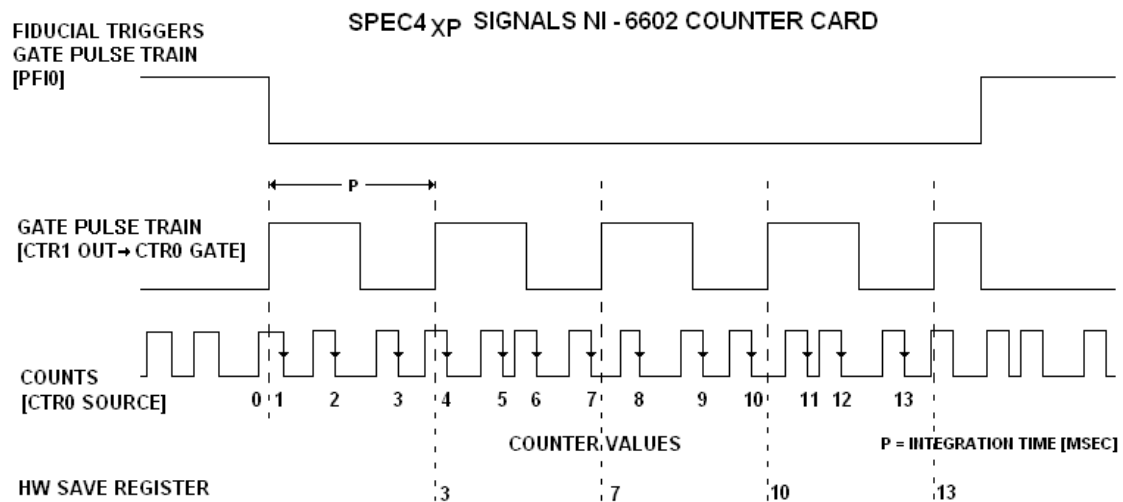 SPEC4 XP SIGNALS NI - 6602 COUNTER CARD
FIDUCIAL TRIGGERS
GATE PULSE TRAIN
[PFI0]
P
GATE PULSE TRAIN
[CTR1 OUT→ CTR0 GATE]
COUNTS
[CTR0 SOURCE]
0 1 2 3 4 5 6 7 8 9 10 11 12 13
COUNTER VALUES
P = INTEGRATION TIME [MSEC]
HW SAVE REGISTER
3 7 10 13